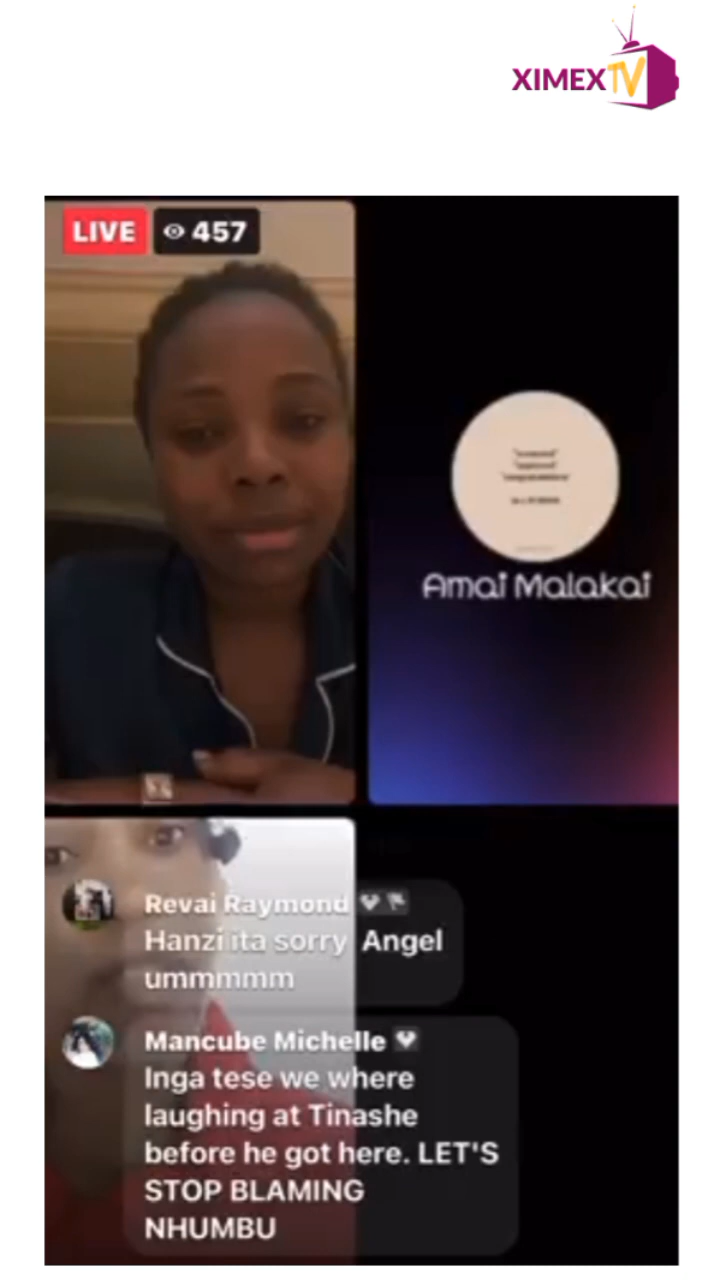 XIMEXTV
LIVE 457
Amai Malakai
Revai Raymond
Hanzi ita sorry Angel
ummmmm
Mancube Michelle
Inga tese we where
laughing at Tinashe
before he got here. LET'S
STOP BLAMING
NHUMBU